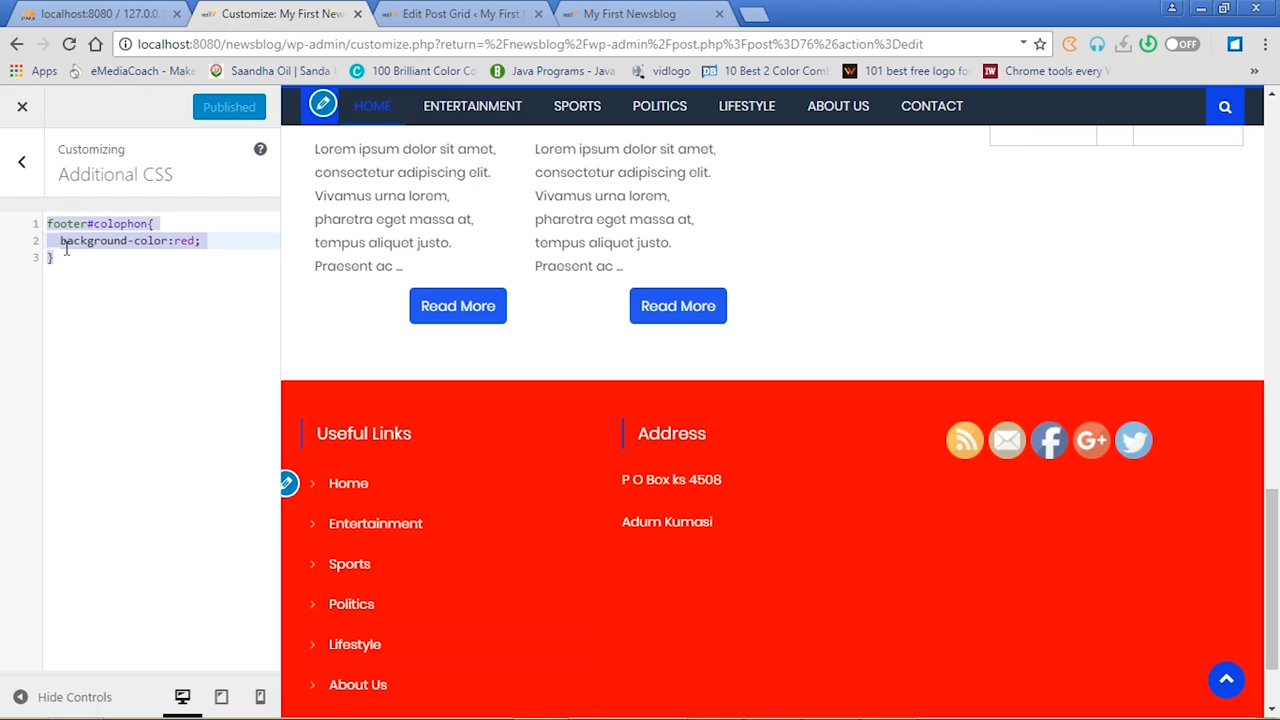 localhost:8080 / 127.0.0.
Customize: My First New
Edit Post Grid ‹ My First
My First Newsblog
localhost:8080/newsblog/wp-admin/customize.php?return=%2Fnewsblog%2Fwp-admin%2Fpost.php%3Fpost%3D76%26action%3Dedit
OFF
Apps
eMediaCoach - Make
Saandha Oil | Sanda
100 Brilliant Color Co
Java Programs - Java
vidlogo
10 Best 2 Color Comb
101 best free logo fo
Chrome tools every W
Published
HOME
ENTERTAINMENT
SPORTS
POLITICS
LIFESTYLE
ABOUT US
CONTACT
Customizing
Additional CSS
1 footer#colophon{
2 background-color:red;
3 }
Lorem ipsum dolor sit amet,
consectetur adipiscing elit.
Vivamus urna lorem,
pharetra eget massa at,
tempus aliquet justo.
Praesent ac ...
Read More
Lorem ipsum dolor sit amet,
consectetur adipiscing elit.
Vivamus urna lorem,
pharetra eget massa at,
tempus aliquet justo.
Praesent ac ...
Read More
Useful Links
Home
Entertainment
Sports
Politics
Lifestyle
About Us
Address
P O Box ks 4508
Adum Kumasi
Hide Controls